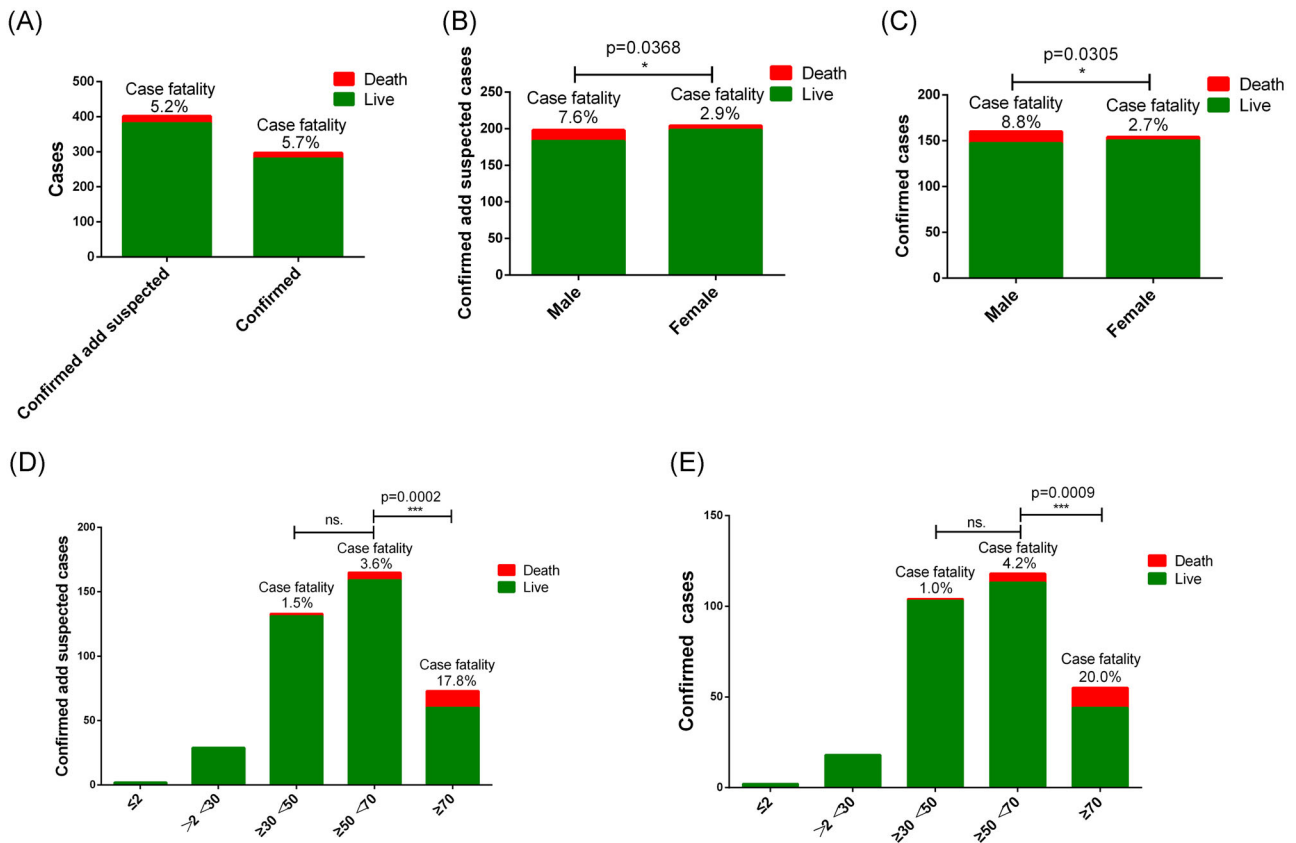 (A)
Death
Live
Case fatality
5.2%
Case fatality
5.7%
Cases
500
400
300
200
100
0
Confirmed add suspected
Confirmed
(B)
p=0.0368
*
Death
Live
Case fatality
7.6%
Case fatality
2.9%
Confirmed add suspected cases
250
200
150
100
50
0
Male
Female
(C)
p=0.0305
*
Death
Live
Case fatality
8.8%
Case fatality
2.7%
Confirmed cases
200
150
100
50
0
Male
Female
(D)
p=0.0002
***
ns.
Case fatality
1.5%
Case fatality
3.6%
Case fatality
17.8%
Death
Live
Confirmed add suspected cases
200
150
100
50
0
≤2
>2 <30
≥30 <50
≥50 <70
≥70
(E)
p=0.0009
***
ns.
Case fatality
1.0%
Case fatality
4.2%
Case fatality
20.0%
Death
Live
Confirmed cases
150
100
50
0
≤2
>2 <30
≥30 <50
≥50 <70
≥70